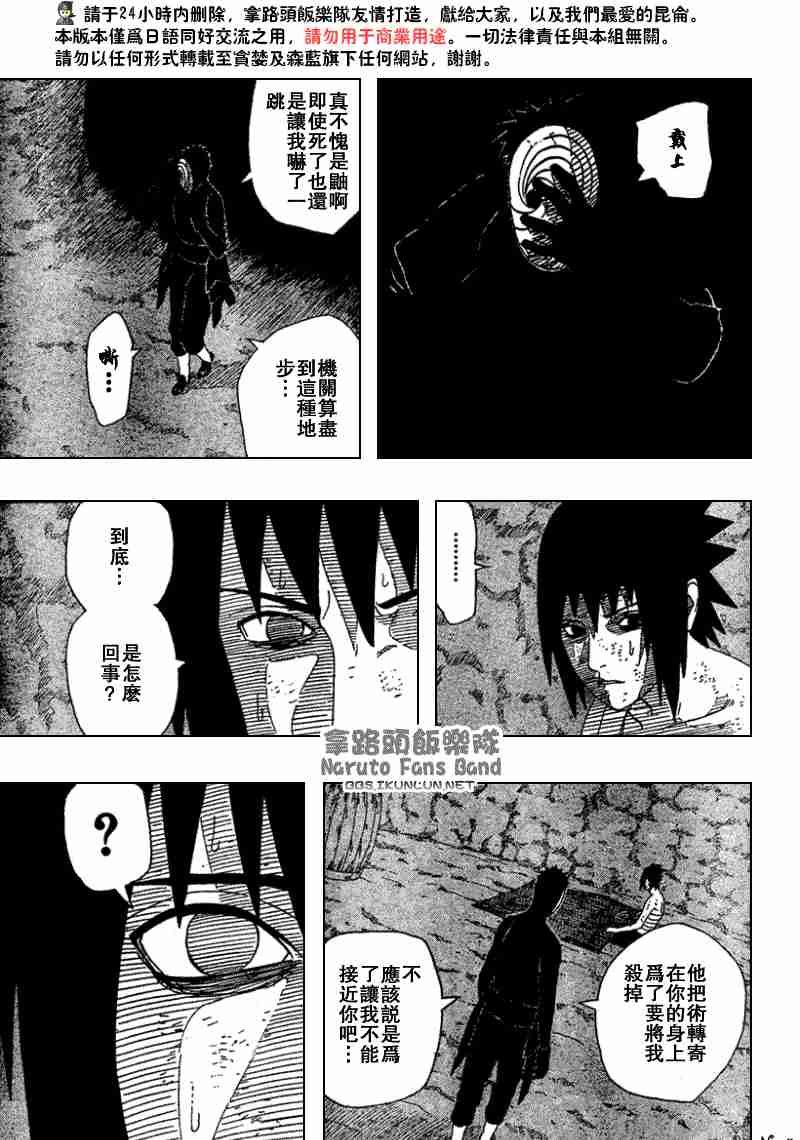 請于24小時内删除，拿路頭飯樂隊友情打造，獻給大家，以及我們最愛的昆侖。
本版本僅爲日語同好交流之用，請勿用于商業用途。一切法律責任與本組無關。
請勿以任何形式轉載至貪婪及森藍旗下任何網站，謝謝。
戴上
真不愧是鼬啊
即使死了也還
是讓我嚇了一
跳
機關算盡
到這種地
步…
嘶…
………
到底…
是怎麽
回事？
拿路頭飯樂隊
Naruto Fans Band
BBS.IKUNLUN.NET
他把術轉寄
在你的身上
爲了要將我
殺掉
不
應該説是爲
了讓我不能
接近你吧…
？